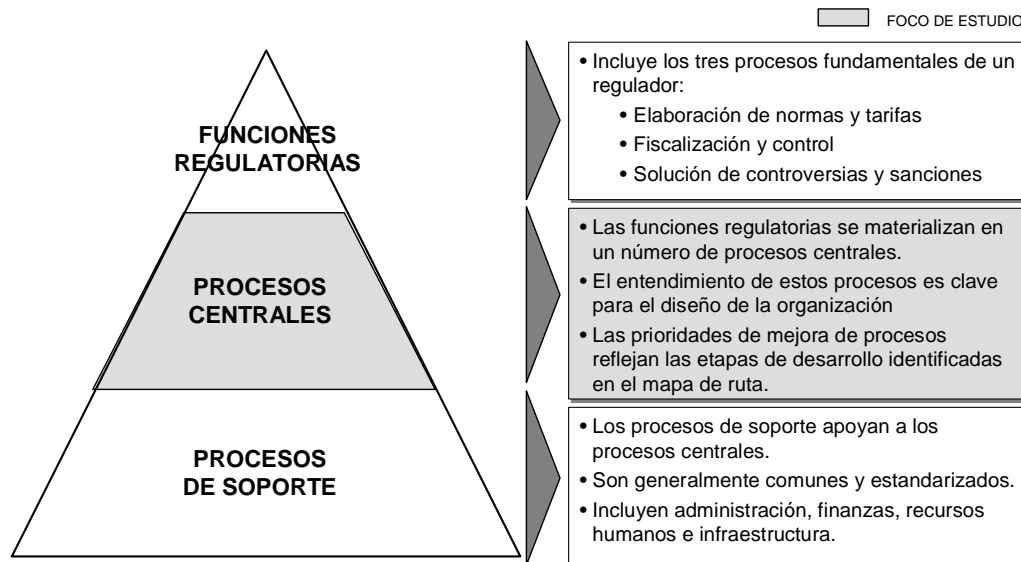 FOCO DE ESTUDIO
FUNCIONES
REGULATORIAS
• Incluye los tres procesos fundamentales de un
regulador:
• Elaboración de normas y tarifas
• Fiscalización y control
• Solución de controversias y sanciones
PROCESOS
CENTRALES
• Las funciones regulatorias se materializan en
un número de procesos centrales.
• El entendimiento de estos procesos es clave
para el diseño de la organización
• Las prioridades de mejora de procesos
reflejan las etapas de desarrollo identificadas
en el mapa de ruta.
PROCESOS
DE SOPORTE
• Los procesos de soporte apoyan a los
procesos centrales.
• Son generalmente comunes y estandarizados.
• Incluyen administración, finanzas, recursos
humanos e infraestructura.